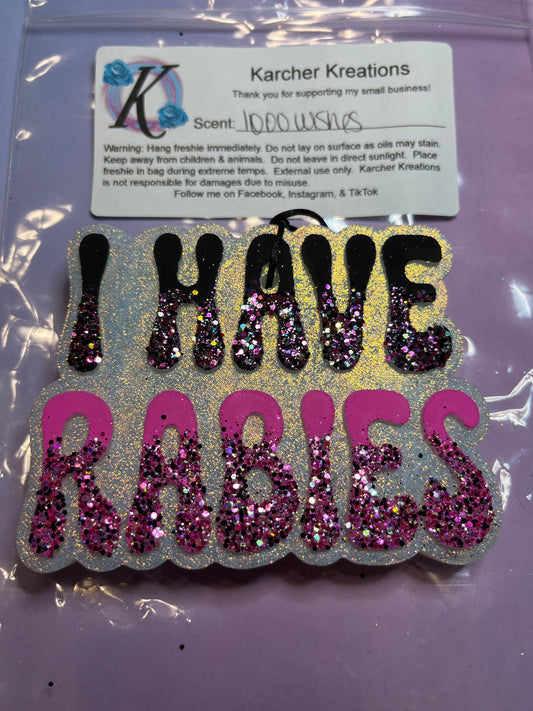 K
Karcher Kreations
Thank you for supporting my small business!
Scent: 1000 wishes
Warning: Hang freshie immediately. Do not lay on surface as oils may stain.
Keep away from children & animals. Do not leave in direct sunlight. Place
freshie in bag during extreme temps. External use only. Karcher Kreations
is not responsible for damages due to misuse.
Follow me on Facebook, Instagram, & TikTok
I HAVE
RABIES